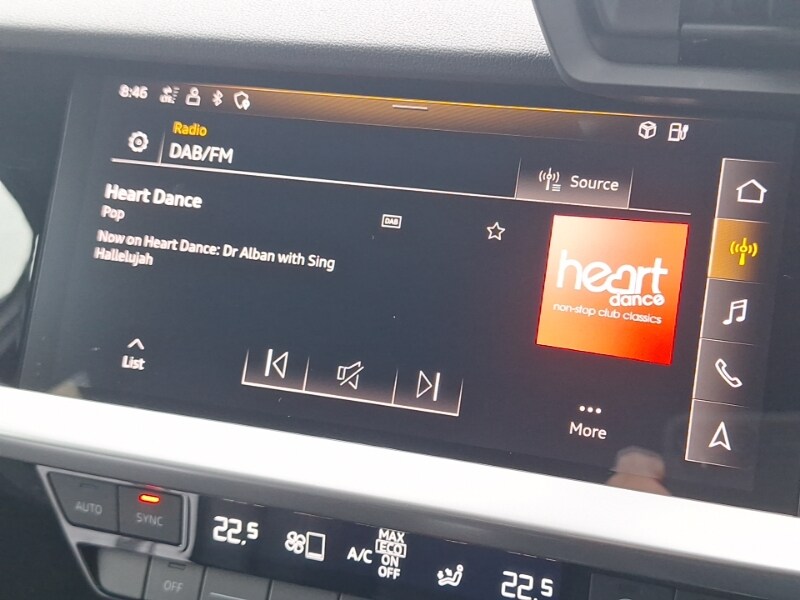 8:46
Radio
DAB/FM
Source
Heart Dance
Pop
DAB
Now on Heart Dance: Dr Alban with Sing
Hallelujah
heart
dance
non-stop club classics
List
More
AUTO
SYNC
OFF
22.5
A/C
MAX
ECO
ON
OFF
22.5